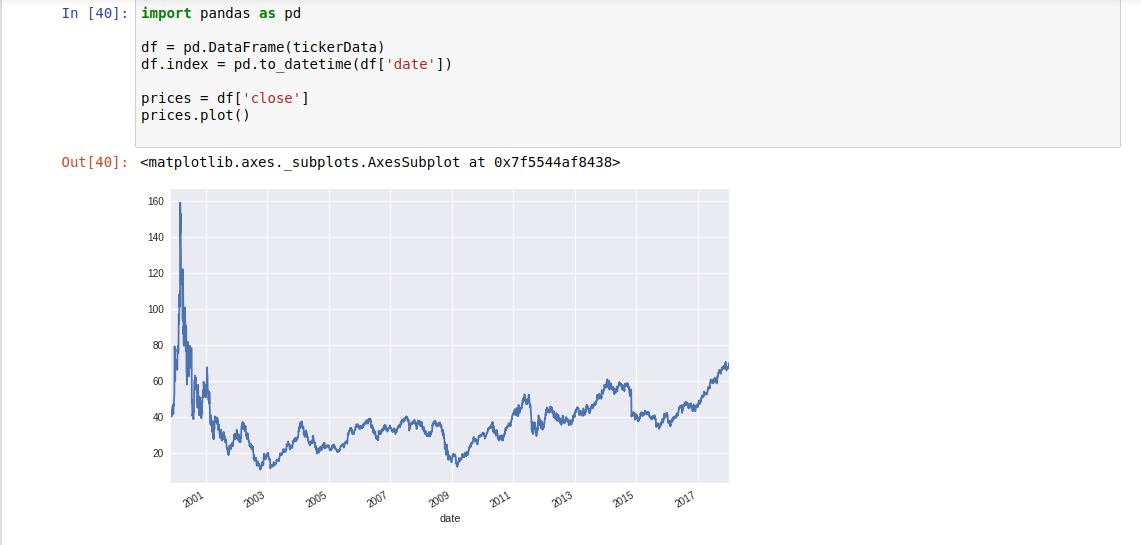 In [40]: import pandas as pd
df = pd.DataFrame(tickerData)
df.index = pd.to_datetime(df['date'])
prices = df['close']
prices.plot()
Out[40]: <matplotlib.axes._subplots.AxesSubplot at 0x7f5544af8438>
160
140
120
100
80
60
40
20
2001 2003 2005 2007 2009 2011 2013 2015 2017
date